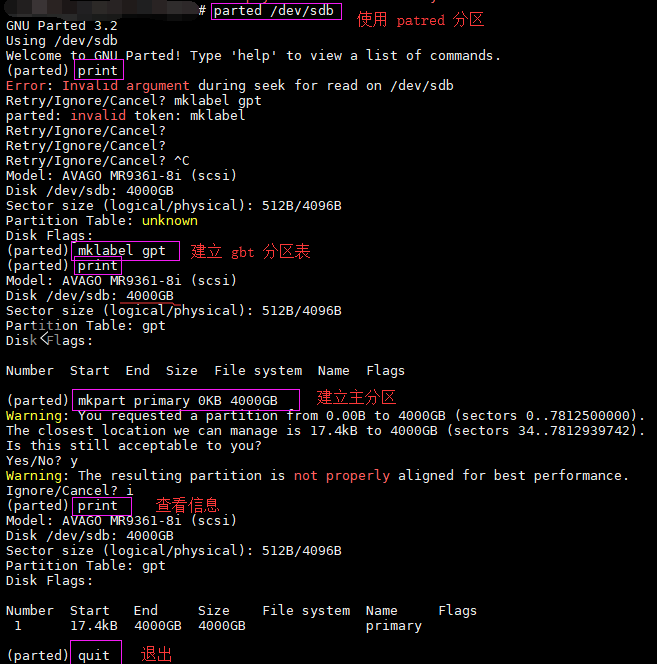 # parted /dev/sdb 使用 patred 分区
GNU Parted 3.2
Using /dev/sdb
Welcome to GNU Parted! Type 'help' to view a list of commands.
(parted) print
Error: Invalid argument during seek for read on /dev/sdb
Retry/Ignore/Cancel? mklabel gpt
parted: invalid token: mklabel
Retry/Ignore/Cancel?
Retry/Ignore/Cancel?
Retry/Ignore/Cancel? ^C
Model: AVAGO MR9361-8i (scsi)
Disk /dev/sdb: 4000GB
Sector size (logical/physical): 512B/4096B
Partition Table: unknown
Disk Flags:
(parted) mklabel gpt 建立 gbt 分区表
(parted) print
Model: AVAGO MR9361-8i (scsi)
Disk /dev/sdb: 4000GB
Sector size (logical/physical): 512B/4096B
Partition Table: gpt
Disk Flags:
Number Start End Size File system Name Flags
(parted) mkpart primary 0KB 4000GB 建立主分区
Warning: You requested a partition from 0.00B to 4000GB (sectors 0..7812500000).
The closest location we can manage is 17.4kB to 4000GB (sectors 34..7812939742).
Is this still acceptable to you?
Yes/No? y
Warning: The resulting partition is not properly aligned for best performance.
Ignore/Cancel? i
(parted) print 查看信息
Model: AVAGO MR9361-8i (scsi)
Disk /dev/sdb: 4000GB
Sector size (logical/physical): 512B/4096B
Partition Table: gpt
Disk Flags:
Number Start End Size File system Name Flags
1 17.4kB 4000GB 4000GB primary
(parted) quit 退出